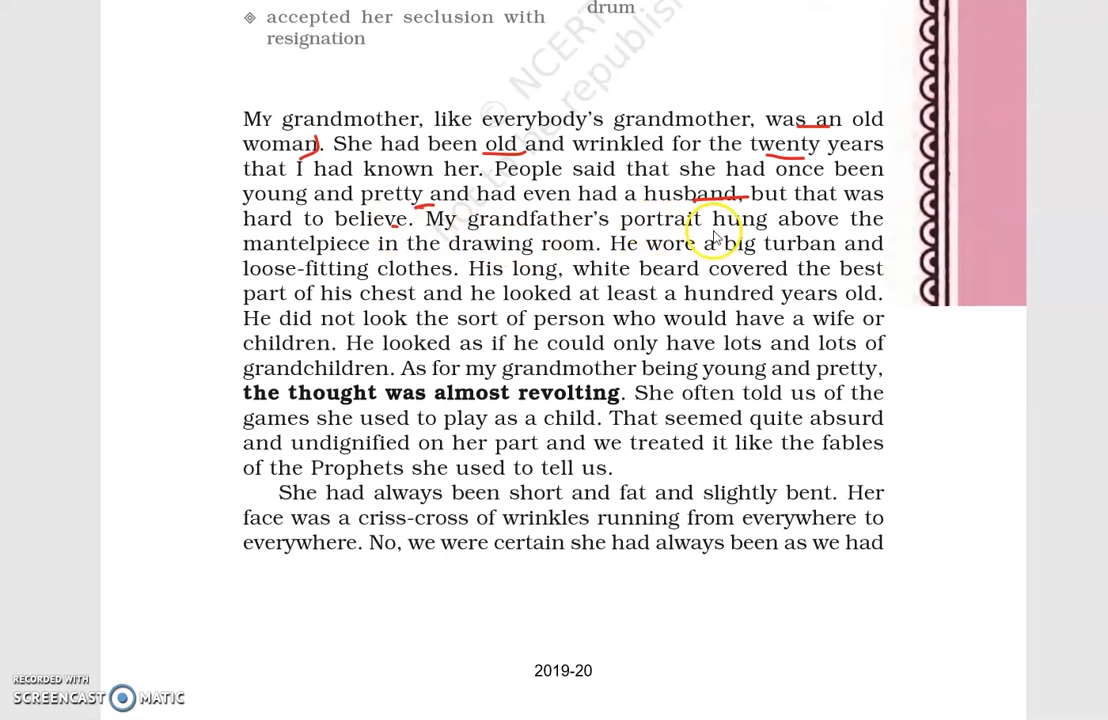 accepted her seclusion with
resignation
drum
© NCERT
not to be republis
My grandmother, like everybody's grandmother, was an old
woman. She had been old and wrinkled for the twenty years
that I had known her. People said that she had once been
young and pretty and had even had a husband, but that was
hard to believe. My grandfather's portrait hung above the
mantelpiece in the drawing room. He wore a big turban and
loose-fitting clothes. His long, white beard covered the best
part of his chest and he looked at least a hundred years old.
He did not look the sort of person who would have a wife or
children. He looked as if he could only have lots and lots of
grandchildren. As for my grandmother being young and pretty,
the thought was almost revolting. She often told us of the
games she used to play as a child. That seemed quite absurd
and undignified on her part and we treated it like the fables
of the Prophets she used to tell us.
She had always been short and fat and slightly bent. Her
face was a criss-cross of wrinkles running from everywhere to
everywhere. No, we were certain she had always been as we had
2019-20
RECORDED WITH
SCREENCAST MATIC